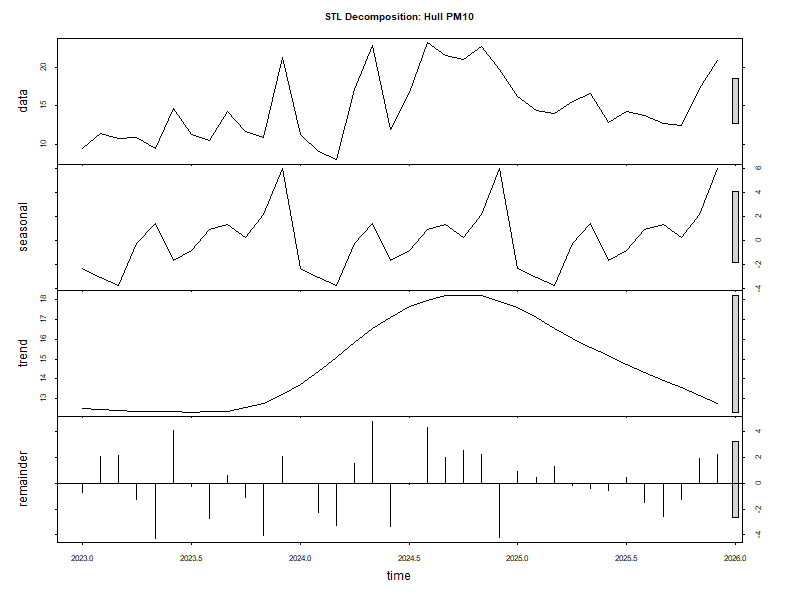 STL Decomposition: Hull PM10
data
10 15 20
seasonal
-4 -2 0 2 4 6
trend
13 14 15 16 17 18
remainder
-4 -2 0 2 4
2023.0 2023.5 2024.0 2024.5 2025.0 2025.5 2026.0
time